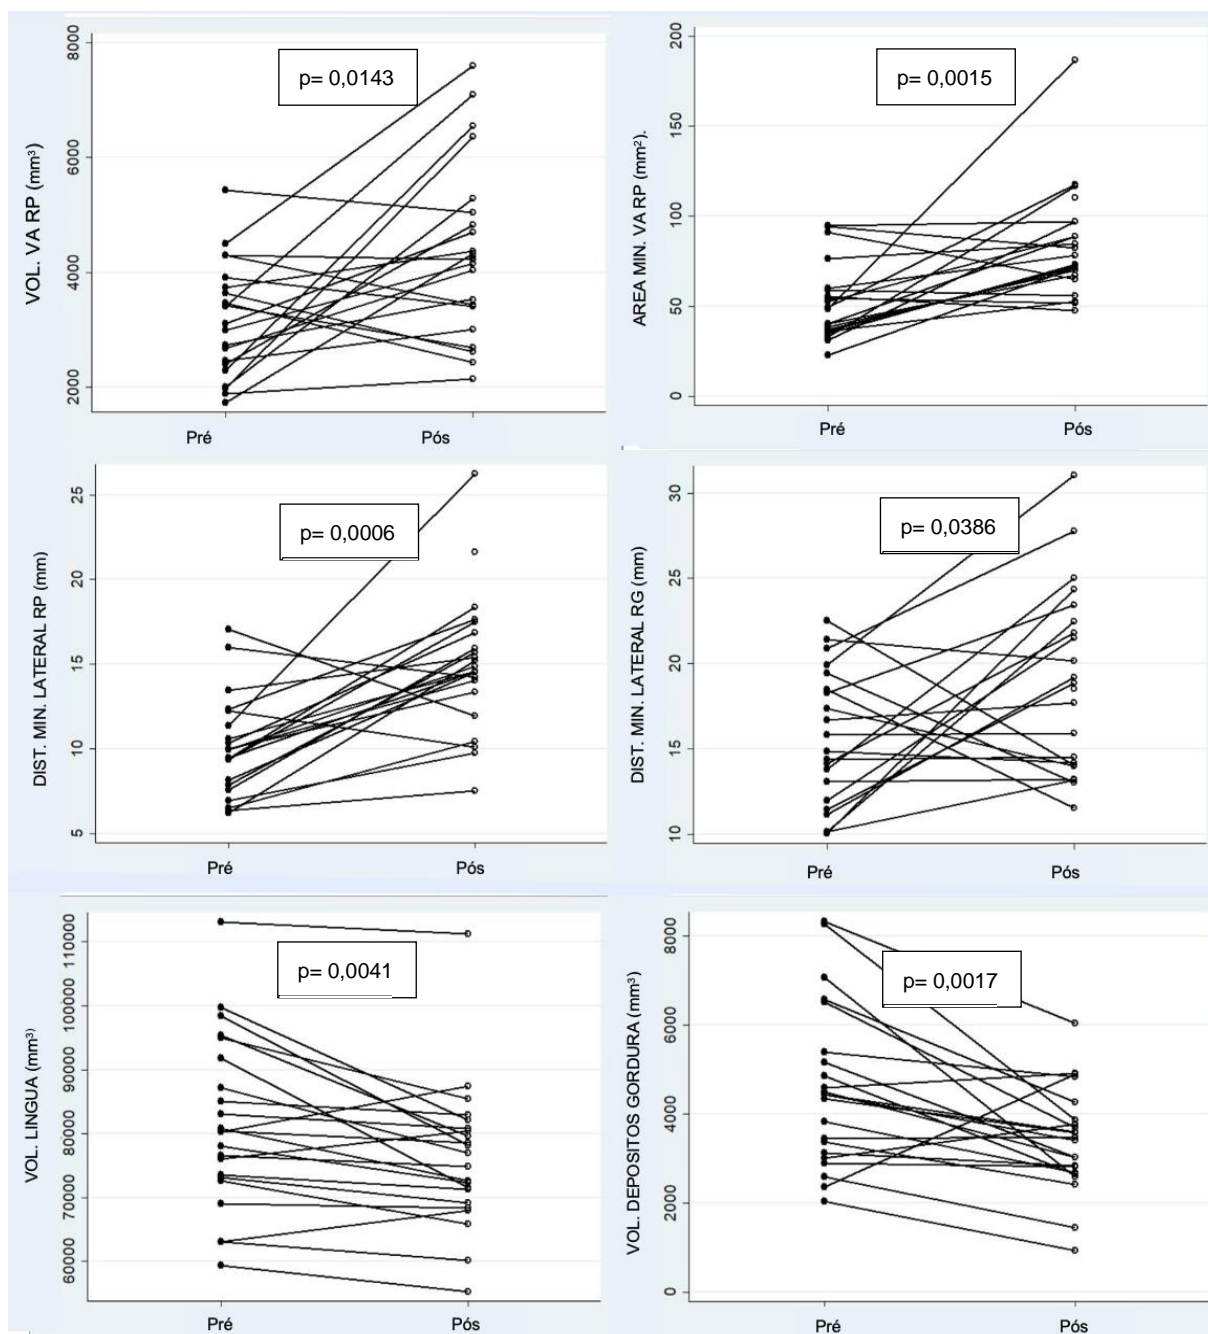 VOL. VA RP (mm³)
8000
6000
4000
2000
p= 0,0143
Pré
Pós
AREA MIN. VA RP (mm²).
200
150
100
50
0
p= 0,0015
Pré
Pós
DIST. MIN. LATERAL RP (mm)
25
20
15
10
5
p= 0,0006
Pré
Pós
DIST. MIN. LATERAL RG (mm)
30
25
20
15
10
p= 0,0386
Pré
Pós
VOL. LINGUA (mm³)
110000
100000
90000
80000
70000
60000
p= 0,0041
Pré
Pós
VOL. DEPOSITOS GORDURA (mm³)
8000
6000
4000
2000
0
p= 0,0017
Pré
Pós